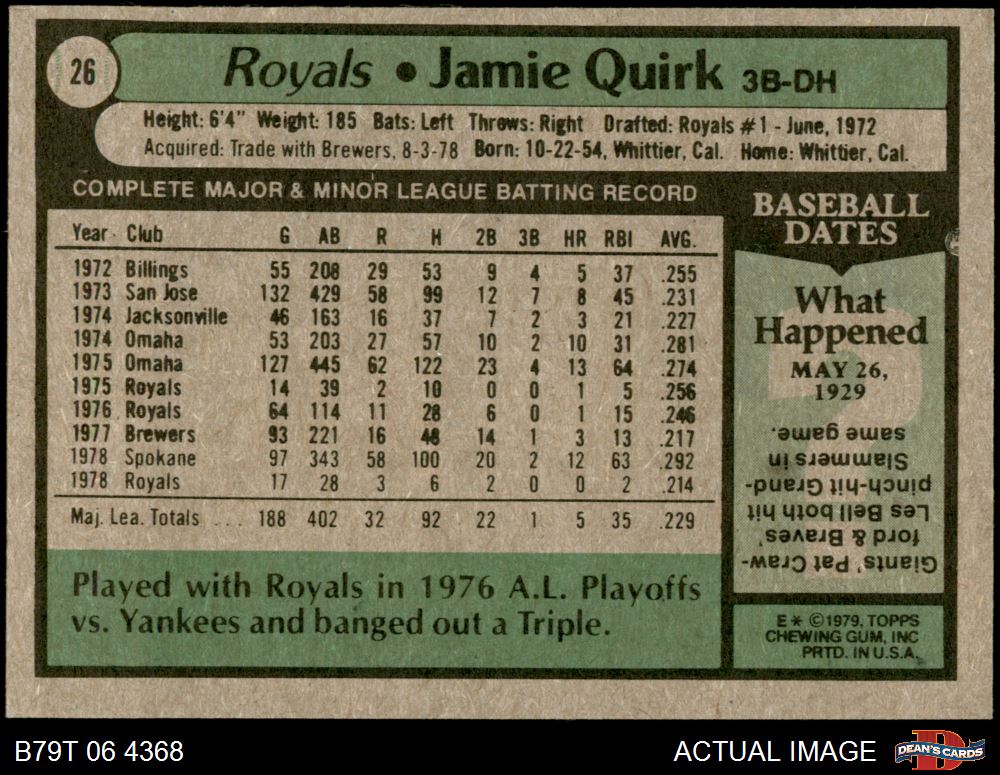 26
Royals • Jamie Quirk 3B-DH
Height: 6'4" Weight: 185 Bats: Left Throws: Right Drafted: Royals #1 - June, 1972
Acquired: Trade with Brewers, 8-3-78 Born: 10-22-54, Whittier, Cal. Home: Whittier, Cal.
COMPLETE MAJOR & MINOR LEAGUE BATTING RECORD
Year Club G AB R H 2B 3B HR RBI AVG.
1972 Billings 55 208 29 53 9 4 5 37 .255
1973 San Jose 132 429 58 99 12 7 8 45 .231
1974 Jacksonville 46 163 16 37 7 2 3 21 .227
1974 Omaha 53 203 27 57 10 2 10 31 .281
1975 Omaha 127 445 62 122 23 4 13 64 .274
1975 Royals 14 39 2 10 0 0 1 5 .256
1976 Royals 64 114 11 28 6 0 1 15 .246
1977 Brewers 93 221 16 48 14 1 3 13 .217
1978 Spokane 97 343 58 100 20 2 12 63 .292
1978 Royals 17 28 3 6 2 0 0 2 .214
Maj. Lea. Totals ... 188 402 32 92 22 1 5 35 .229
Played with Royals in 1976 A.L. Playoffs
vs. Yankees and banged out a Triple.
BASEBALL
DATES
What
Happened
MAY 26,
1929
Giants' Pat Craw-
ford & Braves'
Les Bell both hit
pinch-hit Grand-
Slammers in
same game.
E * ©1979, TOPPS
CHEWING GUM, INC
PRTD. IN U.S.A.
B79T 06 4368
ACTUAL IMAGE
DEAN'S CARDS